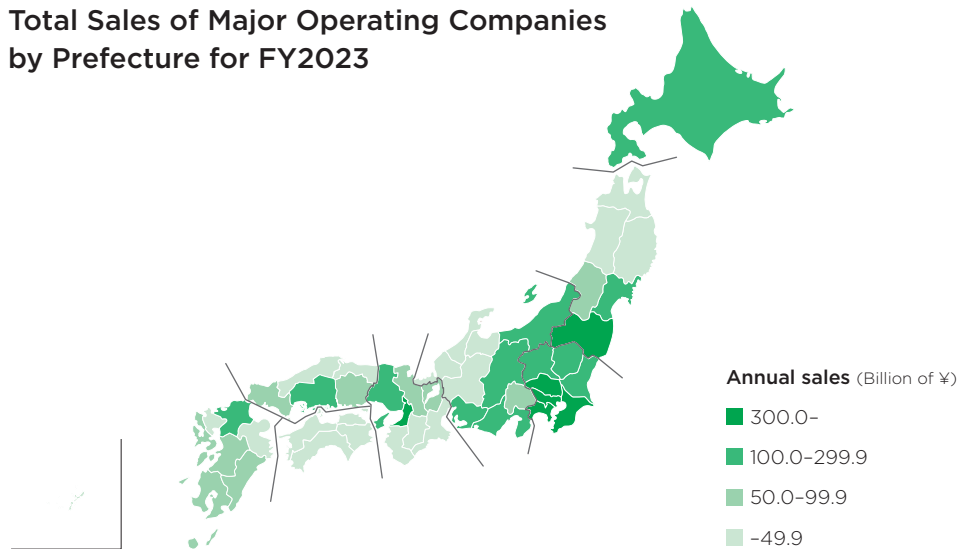 Total Sales of Major Operating Companies
by Prefecture for FY2023
Annual sales (Billion of ¥)
300.0–
100.0–299.9
50.0–99.9
–49.9